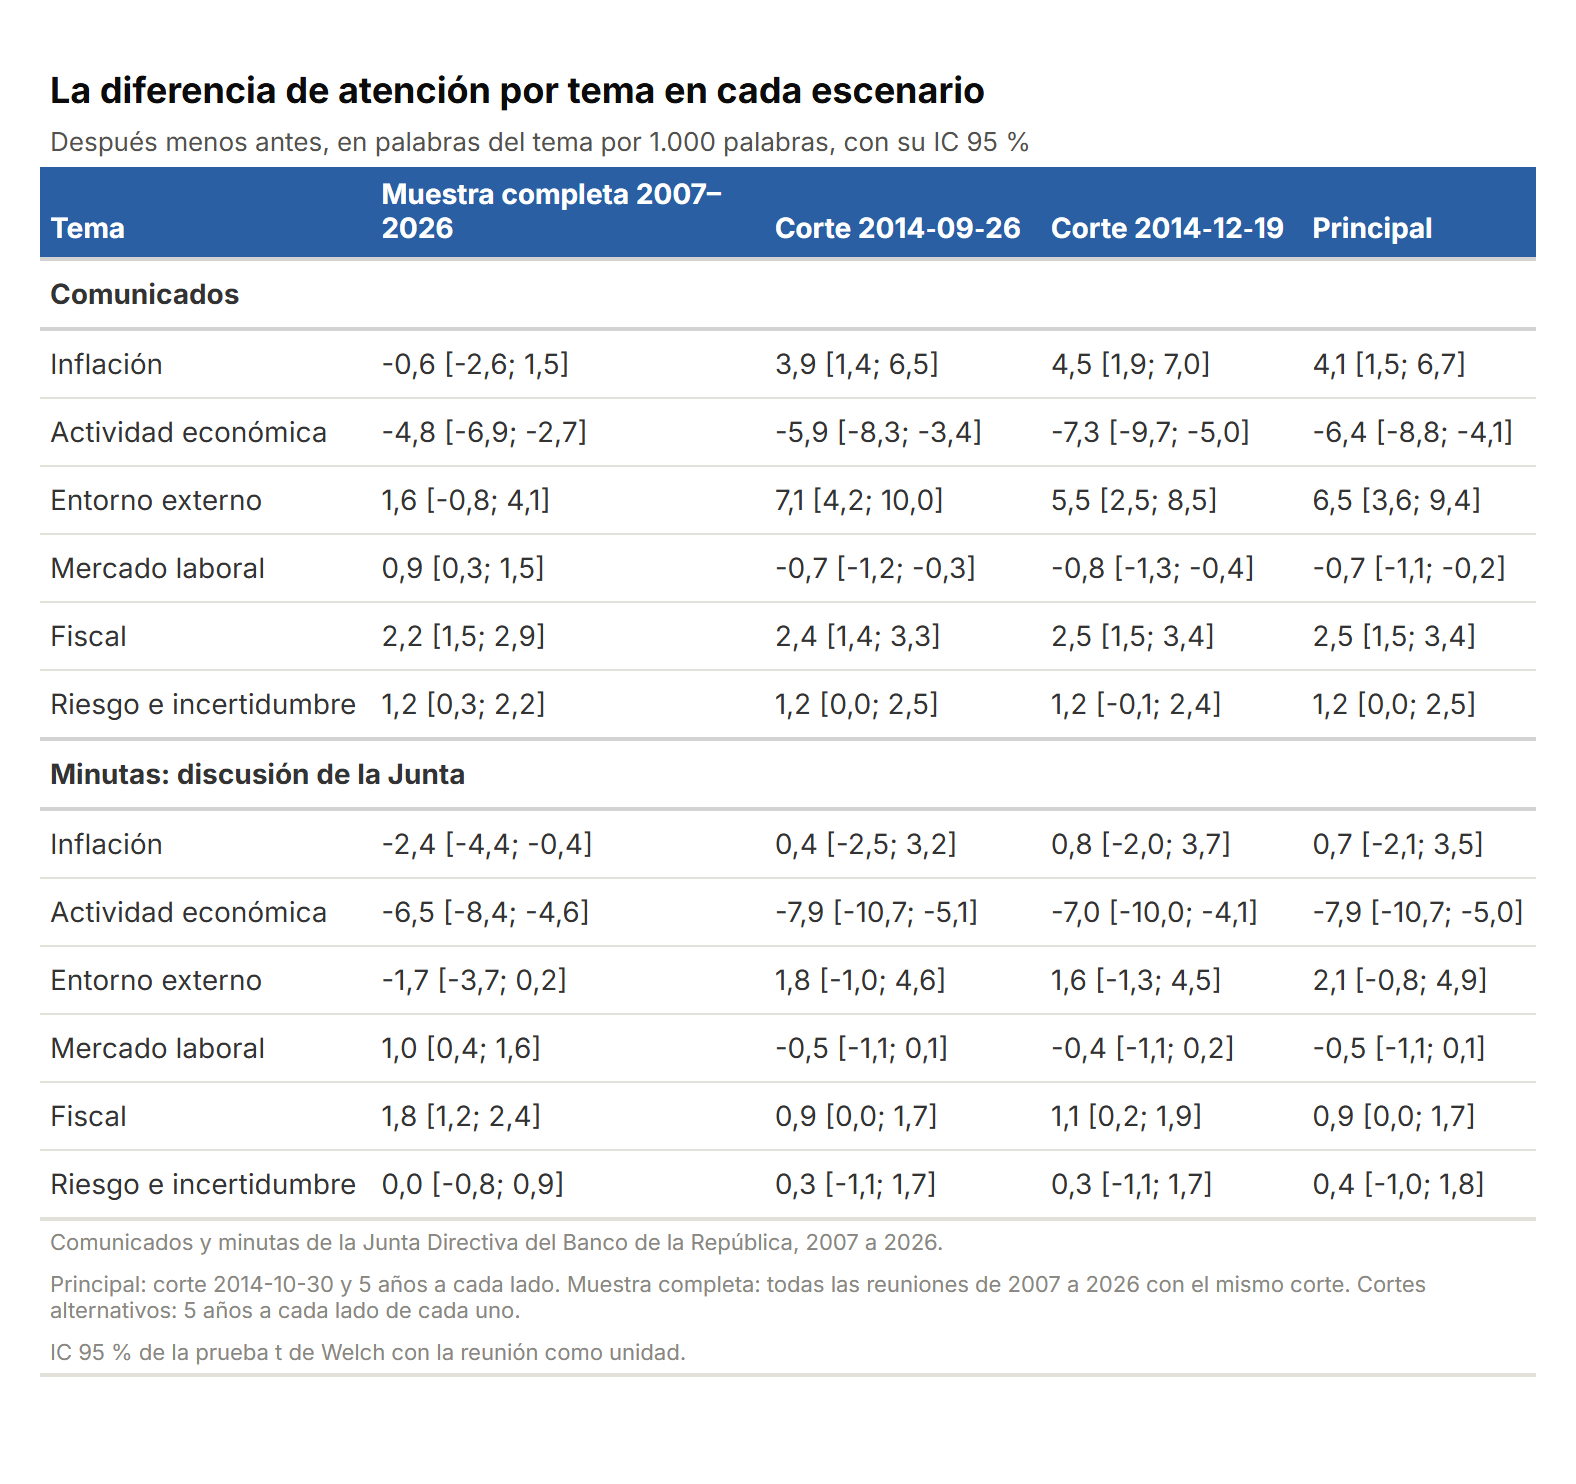 La diferencia de atención por tema en cada escenario
Después menos antes, en palabras del tema por 1.000 palabras, con su IC 95 %
Tema Muestra completa 2007–2026 Corte 2014-09-26 Corte 2014-12-19 Principal
Comunicados
Inflación -0,6 [-2,6; 1,5] 3,9 [1,4; 6,5] 4,5 [1,9; 7,0] 4,1 [1,5; 6,7]
Actividad económica -4,8 [-6,9; -2,7] -5,9 [-8,3; -3,4] -7,3 [-9,7; -5,0] -6,4 [-8,8; -4,1]
Entorno externo 1,6 [-0,8; 4,1] 7,1 [4,2; 10,0] 5,5 [2,5; 8,5] 6,5 [3,6; 9,4]
Mercado laboral 0,9 [0,3; 1,5] -0,7 [-1,2; -0,3] -0,8 [-1,3; -0,4] -0,7 [-1,1; -0,2]
Fiscal 2,2 [1,5; 2,9] 2,4 [1,4; 3,3] 2,5 [1,5; 3,4] 2,5 [1,5; 3,4]
Riesgo e incertidumbre 1,2 [0,3; 2,2] 1,2 [0,0; 2,5] 1,2 [-0,1; 2,4] 1,2 [0,0; 2,5]
Minutas: discusión de la Junta
Inflación -2,4 [-4,4; -0,4] 0,4 [-2,5; 3,2] 0,8 [-2,0; 3,7] 0,7 [-2,1; 3,5]
Actividad económica -6,5 [-8,4; -4,6] -7,9 [-10,7; -5,1] -7,0 [-10,0; -4,1] -7,9 [-10,7; -5,0]
Entorno externo -1,7 [-3,7; 0,2] 1,8 [-1,0; 4,6] 1,6 [-1,3; 4,5] 2,1 [-0,8; 4,9]
Mercado laboral 1,0 [0,4; 1,6] -0,5 [-1,1; 0,1] -0,4 [-1,1; 0,2] -0,5 [-1,1; 0,1]
Fiscal 1,8 [1,2; 2,4] 0,9 [0,0; 1,7] 1,1 [0,2; 1,9] 0,9 [0,0; 1,7]
Riesgo e incertidumbre 0,0 [-0,8; 0,9] 0,3 [-1,1; 1,7] 0,3 [-1,1; 1,7] 0,4 [-1,0; 1,8]
Comunicados y minutas de la Junta Directiva del Banco de la República, 2007 a 2026.
Principal: corte 2014-10-30 y 5 años a cada lado. Muestra completa: todas las reuniones de 2007 a 2026 con el mismo corte. Cortes
alternativos: 5 años a cada lado de cada uno.
IC 95 % de la prueba t de Welch con la reunión como unidad.